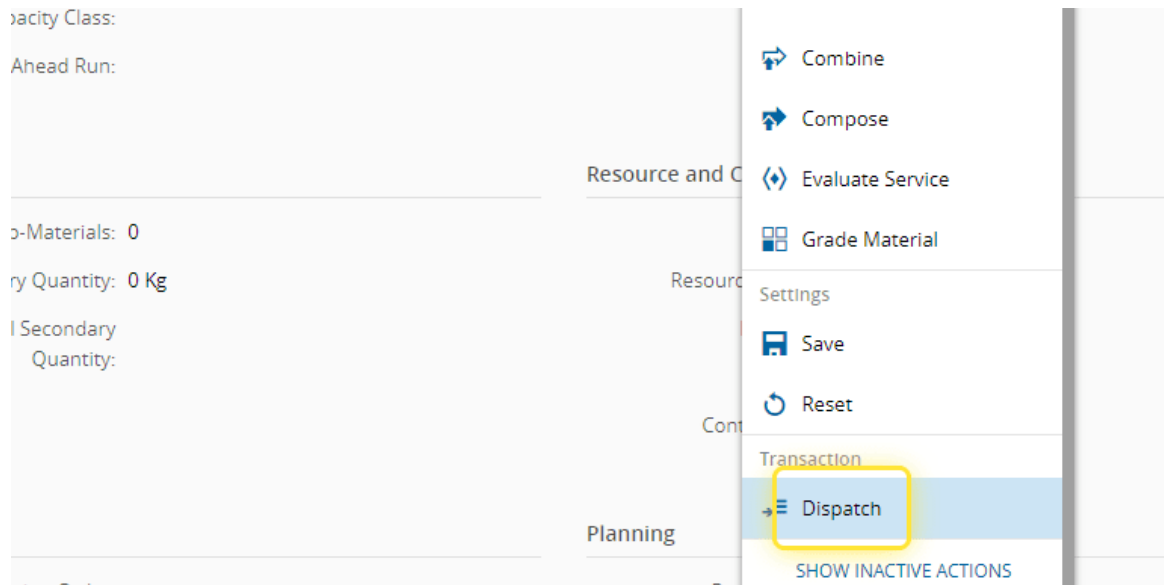 pacity Class:
Ahead Run:
Combine
Compose
Resource and C
Evaluate Service
Grade Material
o-Materials: 0
ry Quantity: 0 Kg
l Secondary
Quantity:
Resourc
Settings
Save
Reset
Cont
Transaction
Dispatch
Planning
SHOW INACTIVE ACTIONS